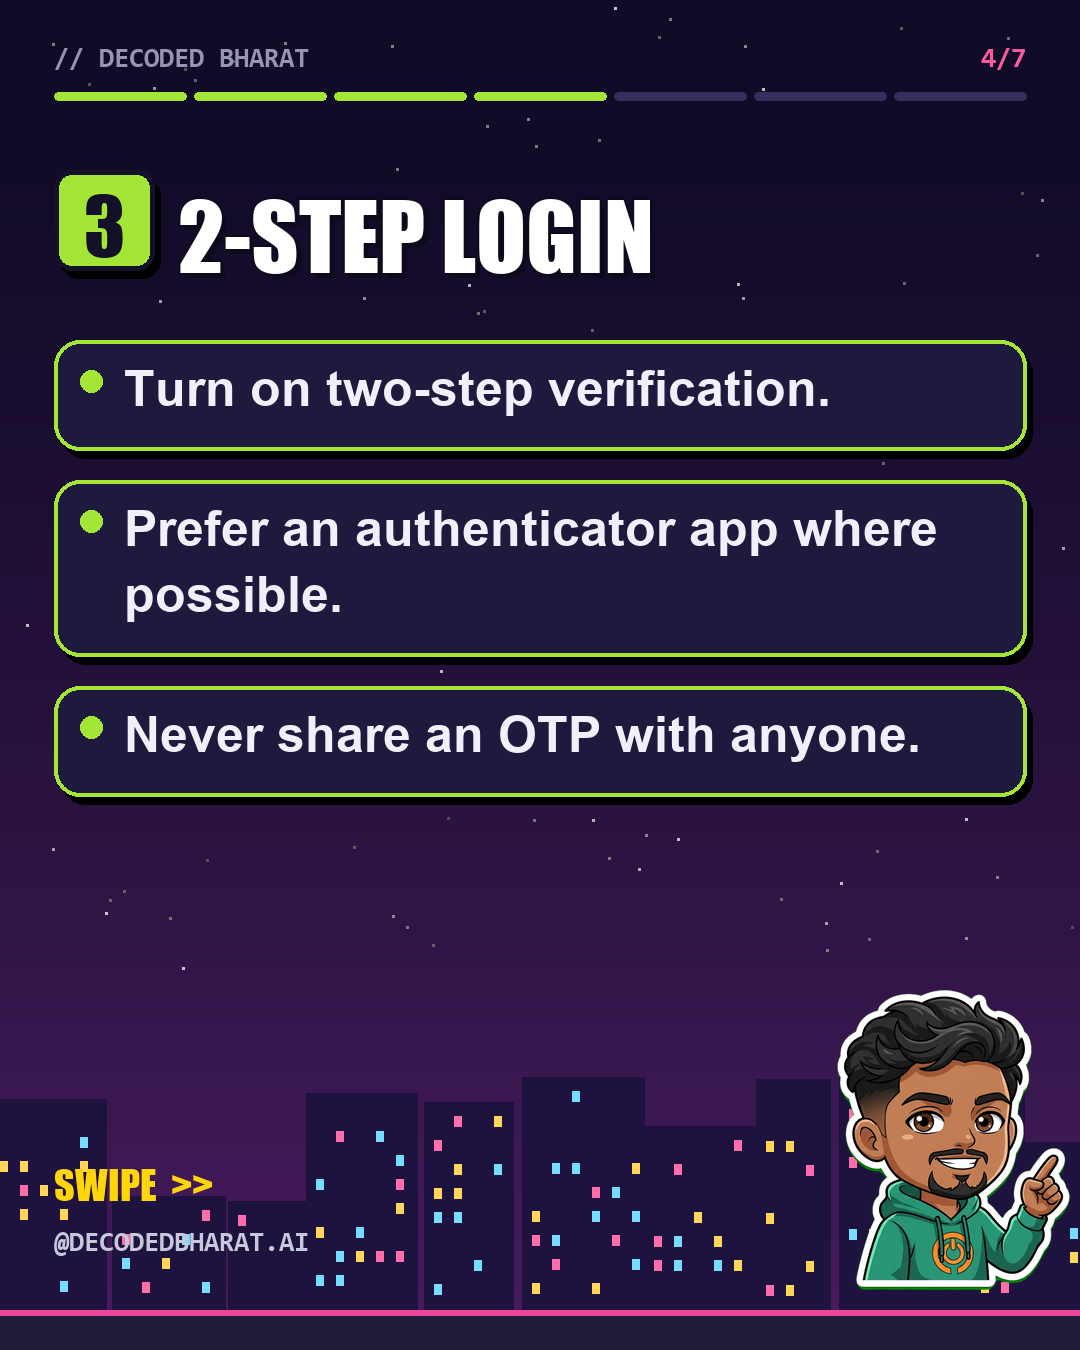 // DECODED BHARAT
4/7
3
2-STEP LOGIN
Turn on two-step verification.
Prefer an authenticator app where
possible.
Never share an OTP with anyone.
SWIPE >>
@DECODEDBHARAT.AI